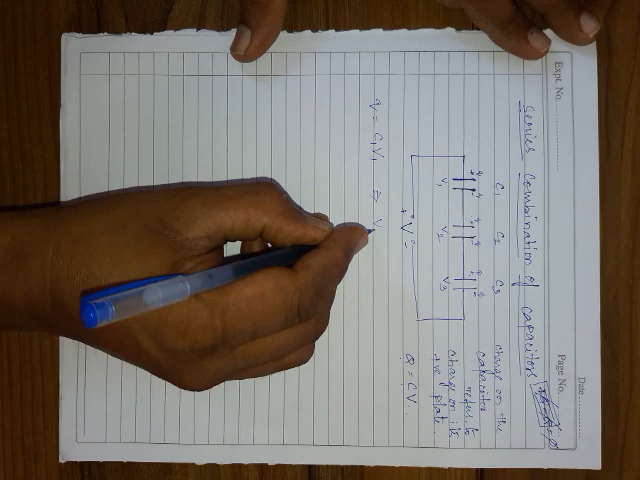 Expt. No.
Date
Page No.
Series Combination of Capacitors
C1 C2 C3
V1 V2 V3
+ V -
charge on the
capacitor
refers to
charge on its
+ve plate
Q = CV
q = C1V1 ⇒ V